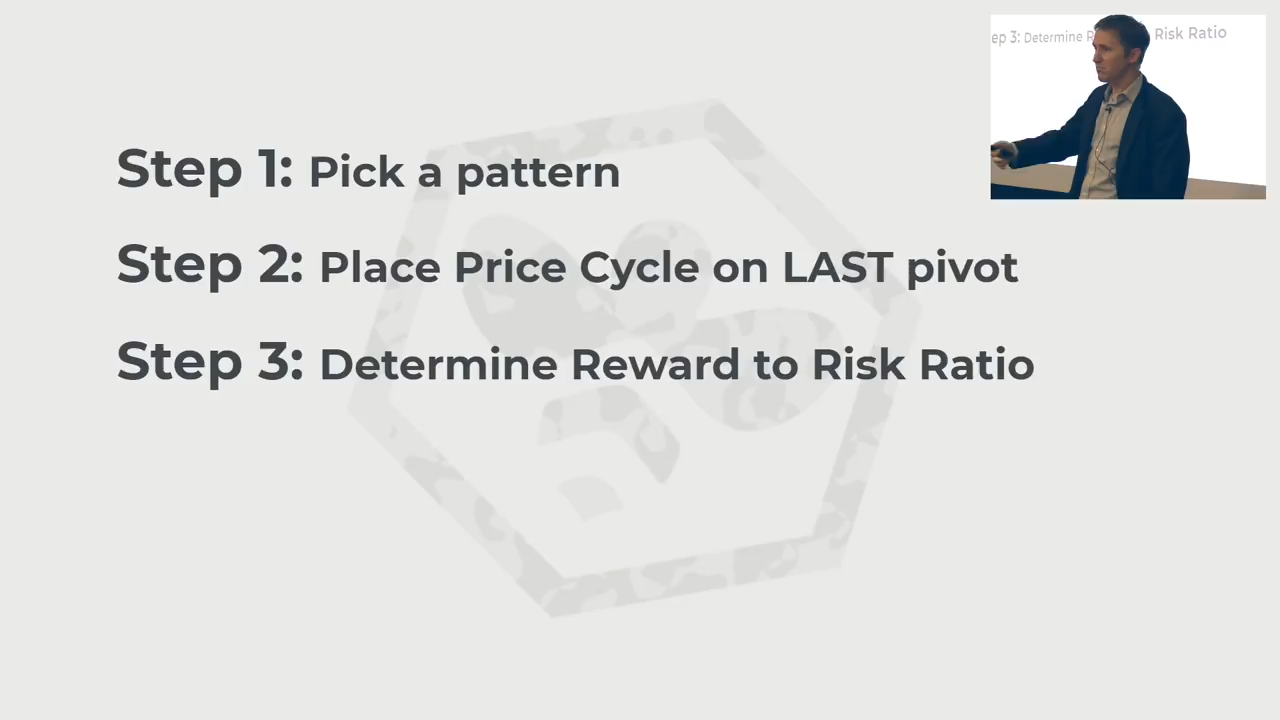 Step 1: Pick a pattern
Step 2: Place Price Cycle on LAST pivot
Step 3: Determine Reward to Risk Ratio
ep 3: Determine R Risk Ratio